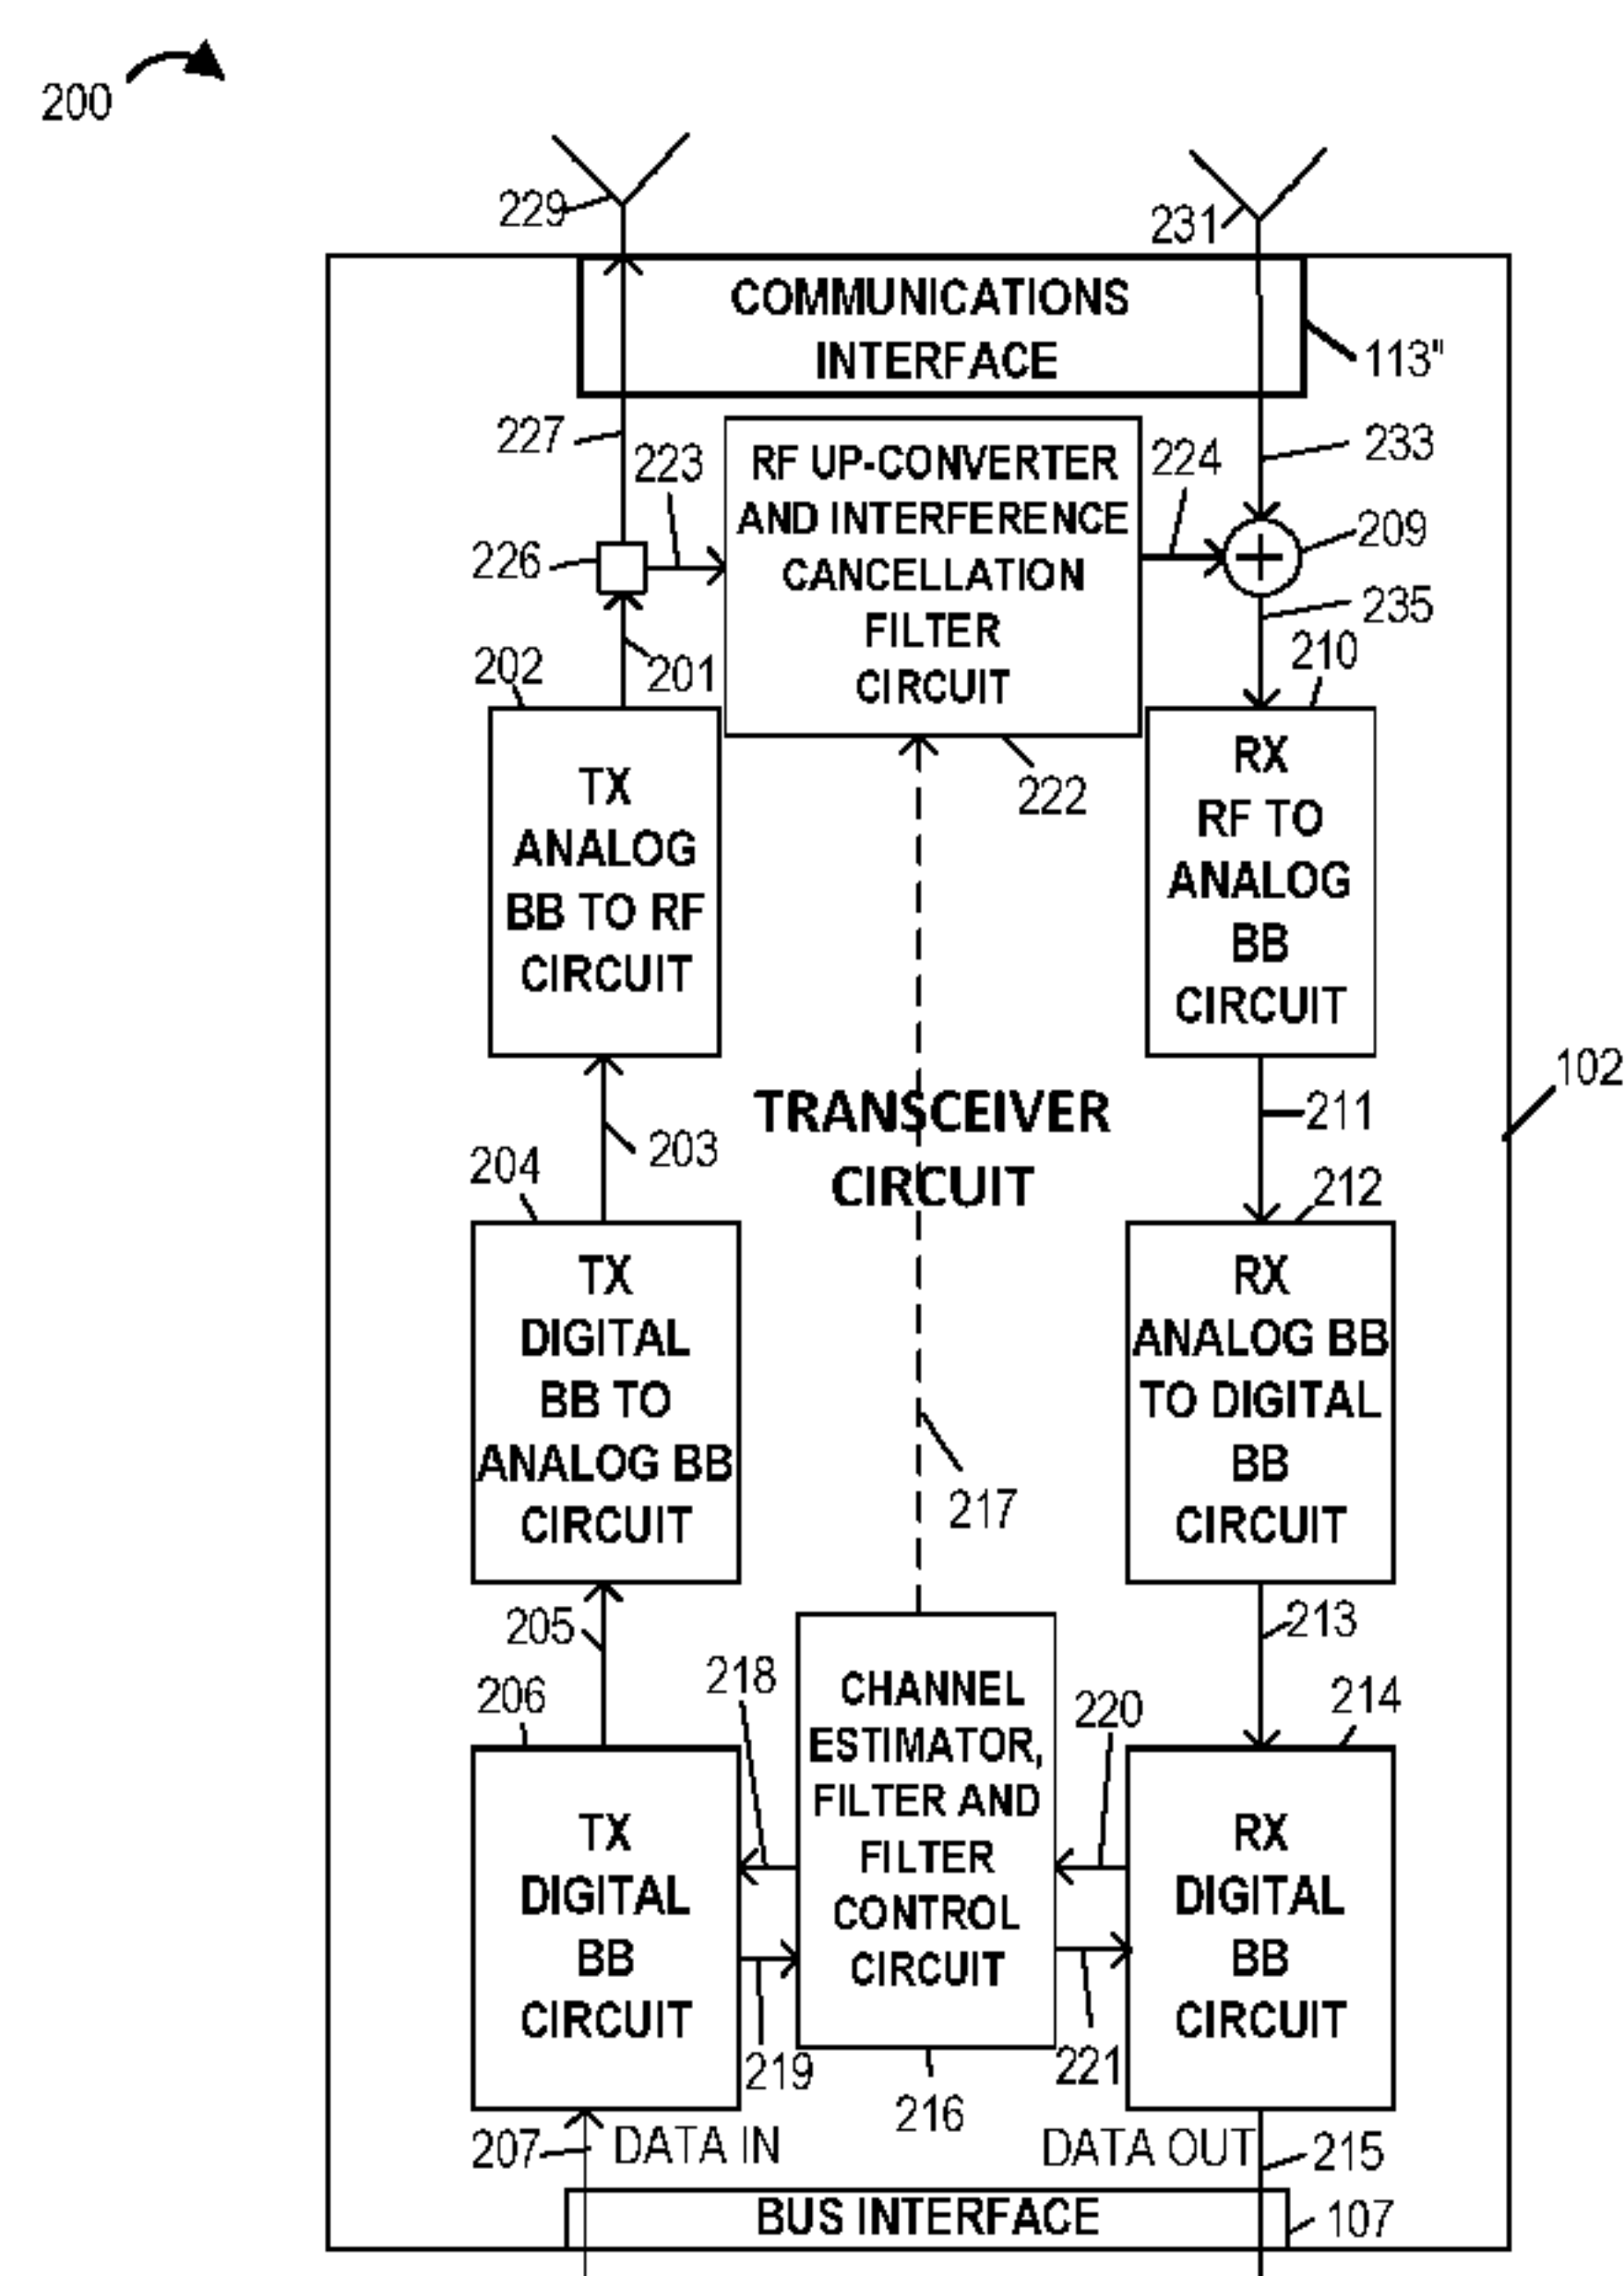 200
229
231
COMMUNICATIONS
INTERFACE
113"
227
223
RF UP-CONVERTER
AND INTERFERENCE
CANCELLATION
FILTER
CIRCUIT
224
233
209
226
235
202
201
210
222
TX
ANALOG
BB TO RF
CIRCUIT
RX
RF TO
ANALOG
BB
CIRCUIT
102
TRANSCEIVER
CIRCUIT
203
211
204
212
TX
DIGITAL
BB TO
ANALOG BB
CIRCUIT
RX
ANALOG BB
TO DIGITAL
BB
CIRCUIT
217
205
213
206
218
220
214
TX
DIGITAL
BB
CIRCUIT
CHANNEL
ESTIMATOR,
FILTER AND
FILTER
CONTROL
CIRCUIT
RX
DIGITAL
BB
CIRCUIT
219
221
216
207
DATA IN
DATA OUT
215
BUS INTERFACE
107